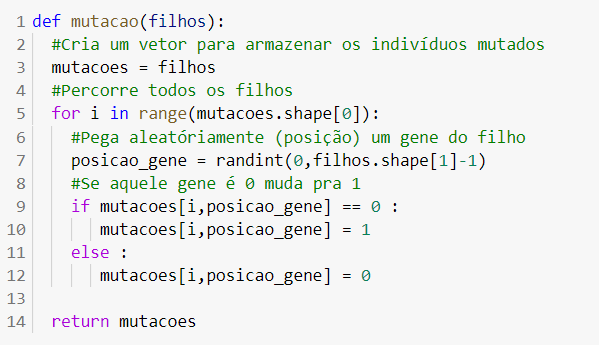 1 def mutacao(filhos):
2 #Cria um vetor para armazenar os indivíduos mutados
3 mutacoes = filhos
4 #Percorre todos os filhos
5 for i in range(mutacoes.shape[0]):
6 #Pega aleatóriamente (posição) um gene do filho
7 posicao_gene = randint(0,filhos.shape[1]-1)
8 #Se aquele gene é 0 muda pra 1
9 if mutacoes[i,posicao_gene] == 0 :
10 mutacoes[i,posicao_gene] = 1
11 else :
12 mutacoes[i,posicao_gene] = 0
13
14 return mutacoes